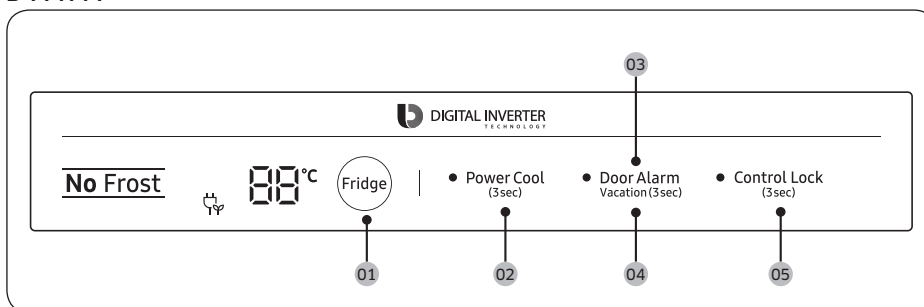 03
DIGITAL INVERTER
TECHNOLOGY
No Frost
88°C
Fridge
Power Cool
(3sec)
Door Alarm
Vacation (3sec)
Control Lock
(3sec)
01
02
04
05